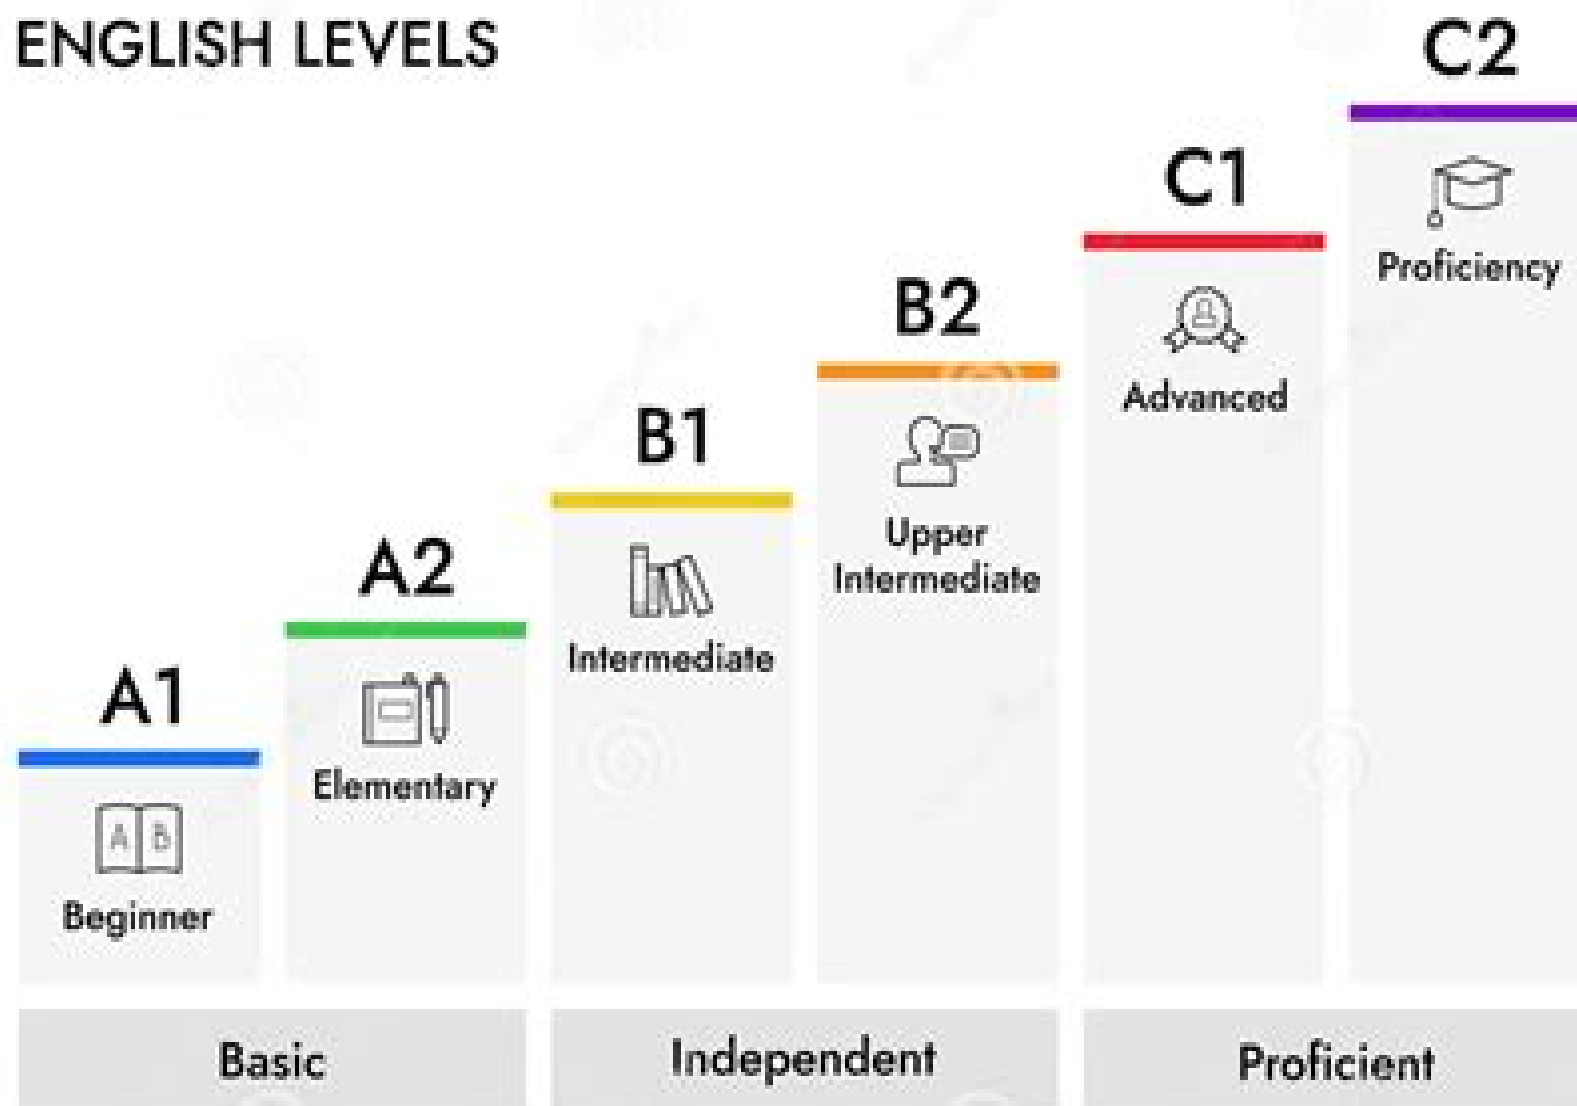 ENGLISH LEVELS
A1
Beginner
A2
Elementary
B1
Intermediate
B2
Upper
Intermediate
C1
Advanced
C2
Proficiency
Basic
Independent
Proficient
A B